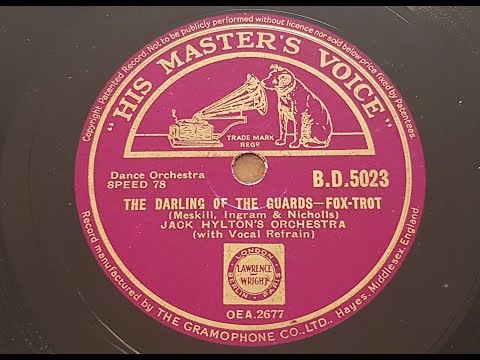 Copyright Patented Record. Not to be publicly performed without licence nor sold below price fixed by Patentees.
"HIS MASTER'S VOICE"
TRADE MARK
REGD
Dance Orchestra
SPEED 78
B.D.5023
THE DARLING OF THE GUARDS—FOX-TROT
(Meskill, Ingram & Nicholls)
JACK HYLTON'S ORCHESTRA
(with Vocal Refrain)
LONDON
LAWRENCE
WRIGHT
BERLIN PARIS
OEA.2677
Record manufactured by THE GRAMOPHONE CO., LTD., Hayes, Middlesex, England.